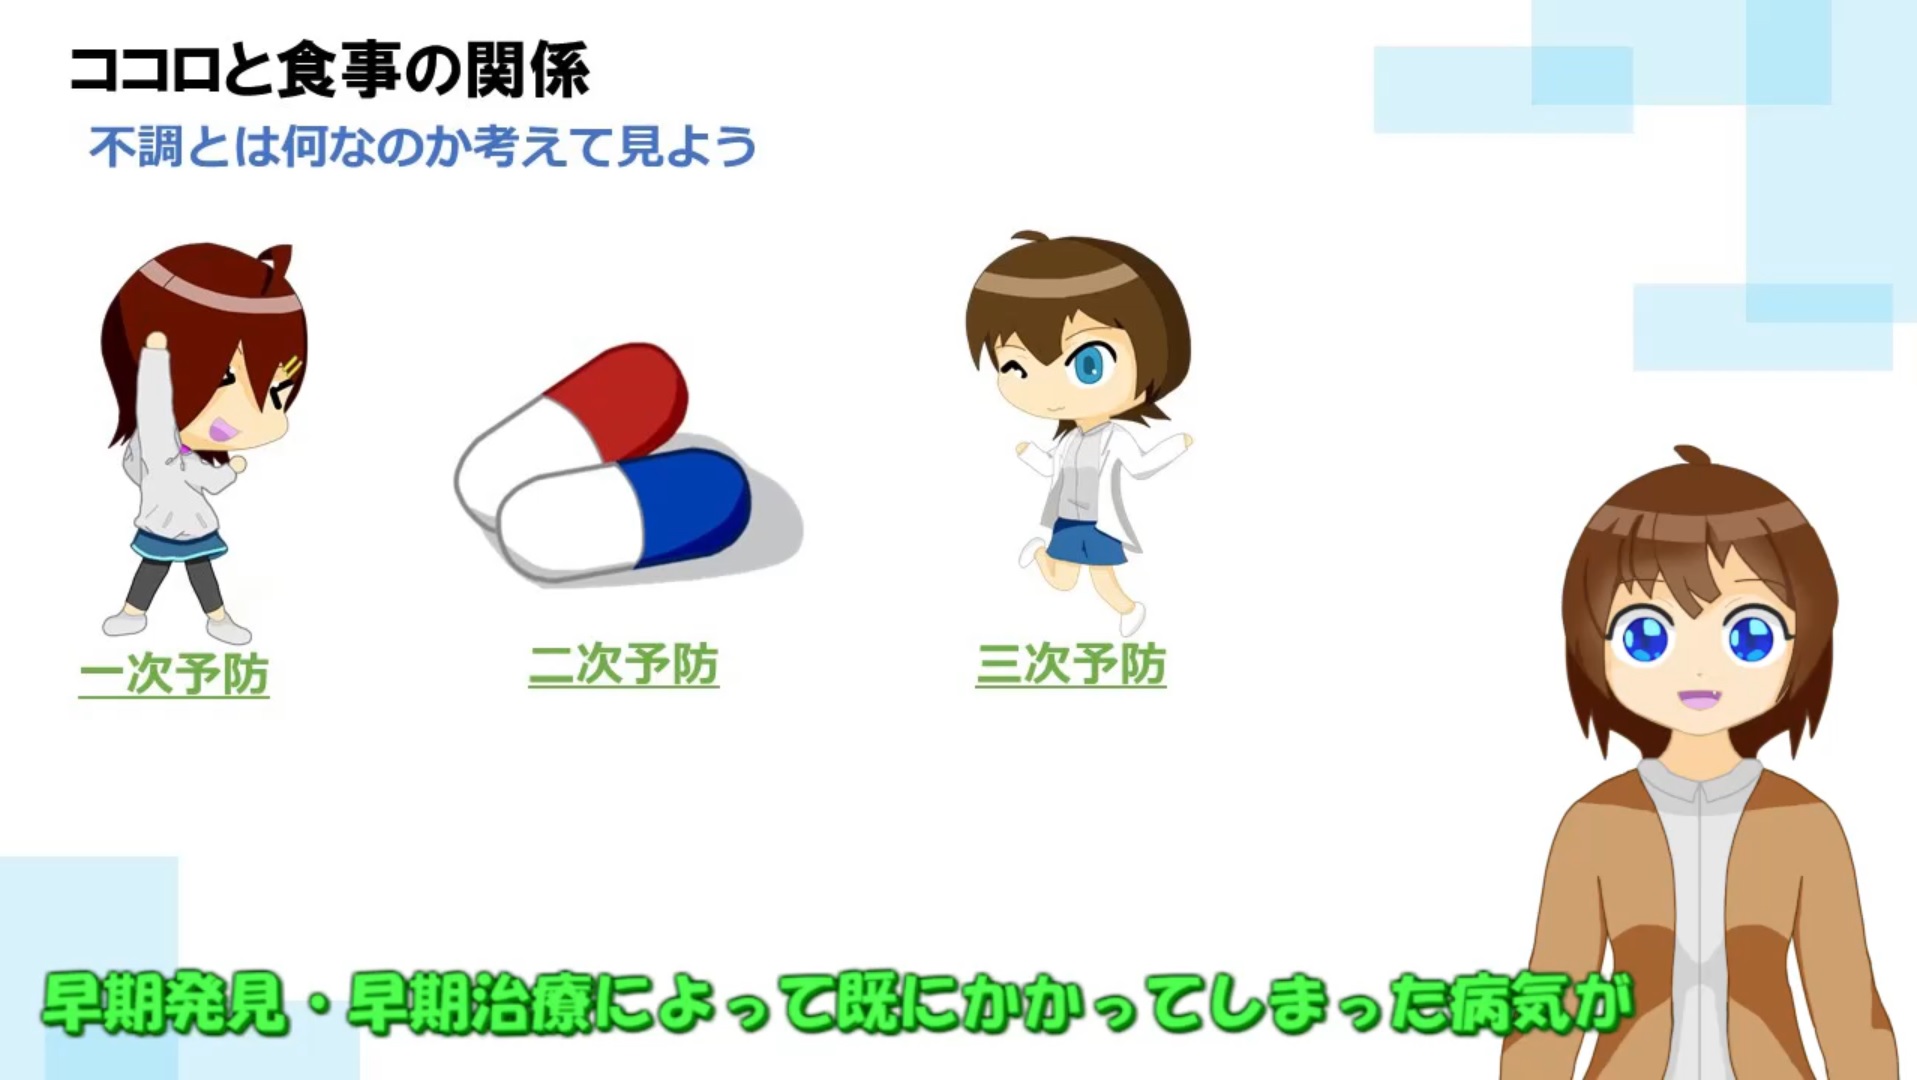 ココロと食事の関係
不調とは何なのか考えて見よう
一次予防
二次予防
三次予防
早期発見・早期治療によって既にかかってしまった病気が